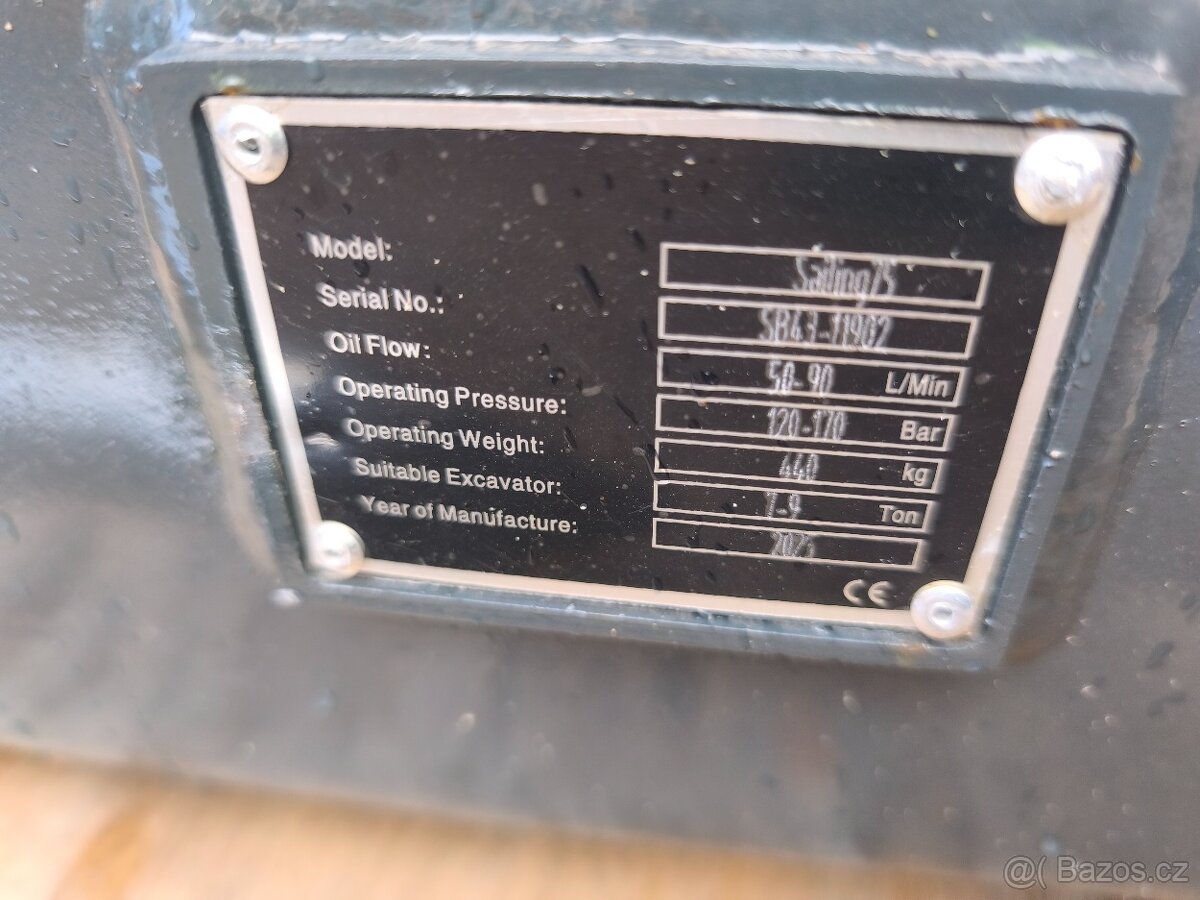 Model: Sailing75
Serial No.: SB43-11902
Oil Flow: 50-90 L/Min
Operating Pressure: 120-170 Bar
Operating Weight: 440 kg
Suitable Excavator: 7-9 Ton
Year of Manufacture:
CE
@( Bazos.cz